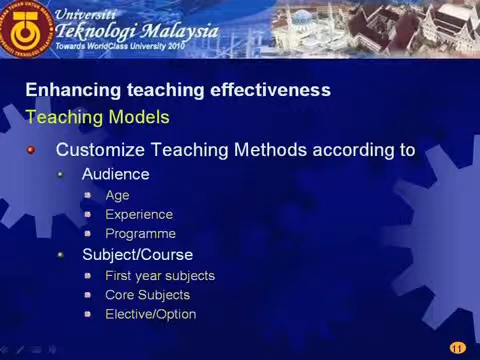 Universiti
Teknologi Malaysia
Towards WorldClass University 2010
Enhancing teaching effectiveness
Teaching Models
Customize Teaching Methods according to
Audience
Age
Experience
Programme
Subject/Course
First year subjects
Core Subjects
Elective/Option
11